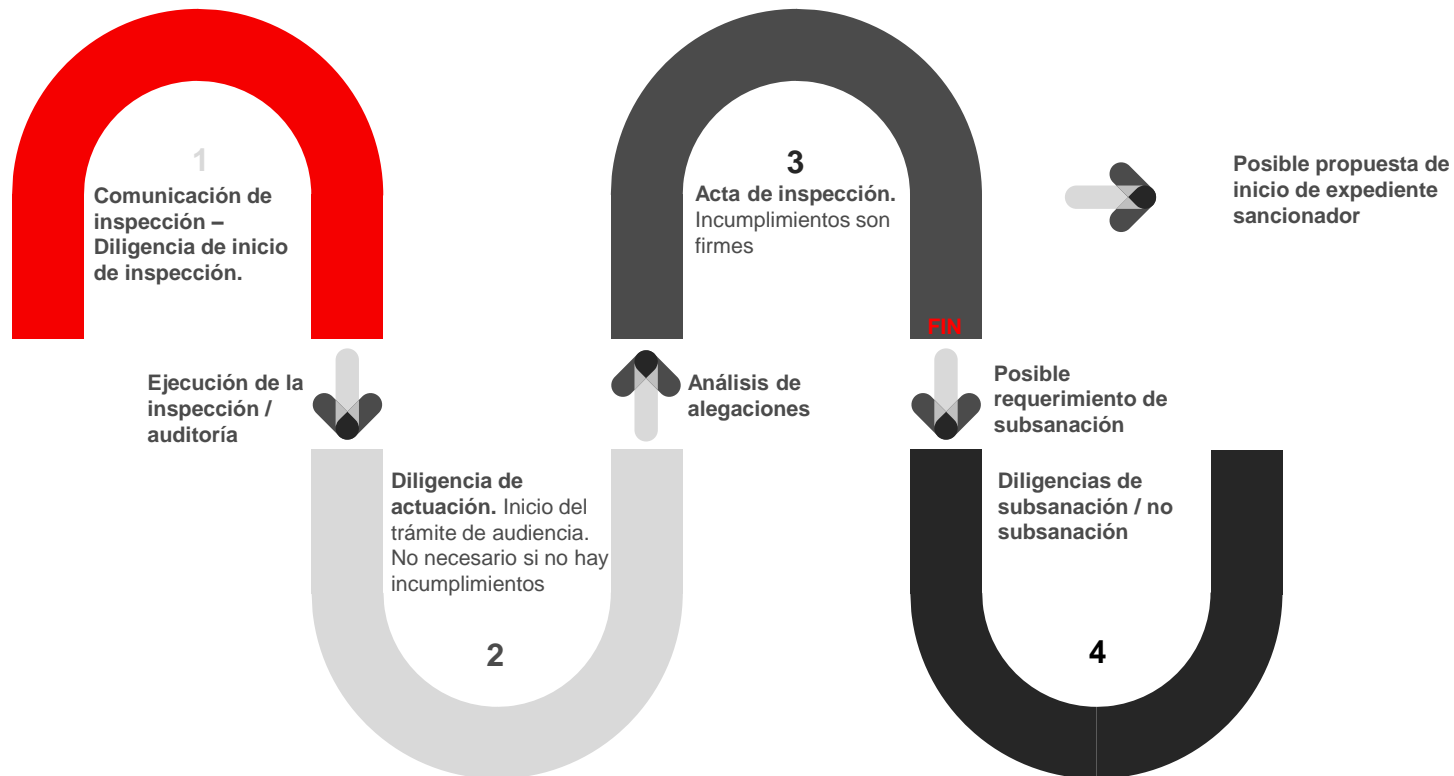 1
Comunicación de
inspección –
Diligencia de inicio
de inspección.
Ejecución de la
inspección /
auditoría
Diligencia de
actuación. Inicio del
trámite de audiencia.
No necesario si no hay
incumplimientos
2
Análisis de
alegaciones
3
Acta de inspección.
Incumplimientos son
firmes
FIN
Posible propuesta de
inicio de expediente
sancionador
Posible
requerimiento de
subsanación
Diligencias de
subsanación / no
subsanación
4